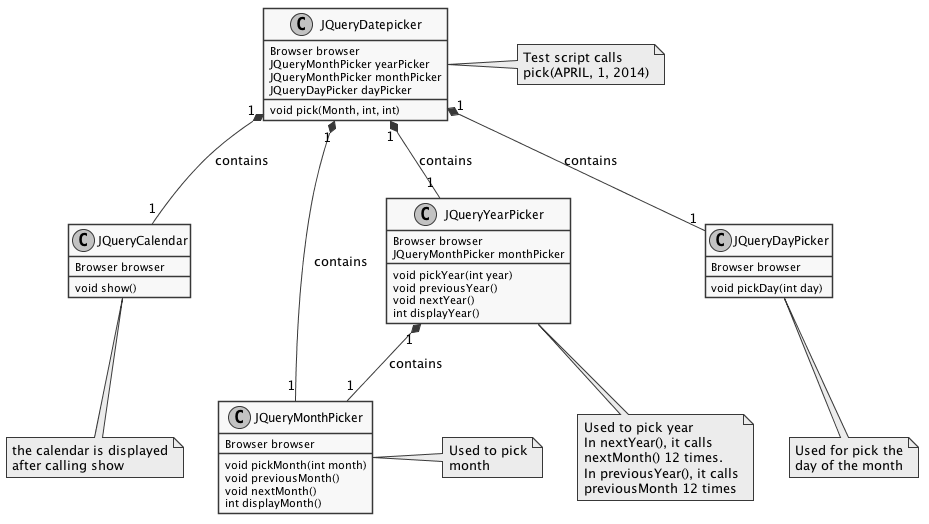 C JQueryDatepicker
Browser browser
JQueryMonthPicker yearPicker
JQueryMonthPicker monthPicker
JQueryDayPicker dayPicker
void pick(Month, int, int)
Test script calls
pick(APRIL, 1, 2014)
1
1
1
1
contains
contains
contains
contains
1
1
1
1
C JQueryCalendar
Browser browser
void show()
C JQueryYearPicker
Browser browser
JQueryMonthPicker monthPicker
void pickYear(int year)
void previousYear()
void nextYear()
int displayYear()
C JQueryDayPicker
Browser browser
void pickDay(int day)
1
contains
1
C JQueryMonthPicker
Browser browser
void pickMonth(int month)
void previousMonth()
void nextMonth()
int displayMonth()
the calendar is displayed
after calling show
Used to pick
month
Used to pick year
In nextYear(), it calls
nextMonth() 12 times.
In previousYear(), it calls
previousMonth 12 times
Used for pick the
day of the month